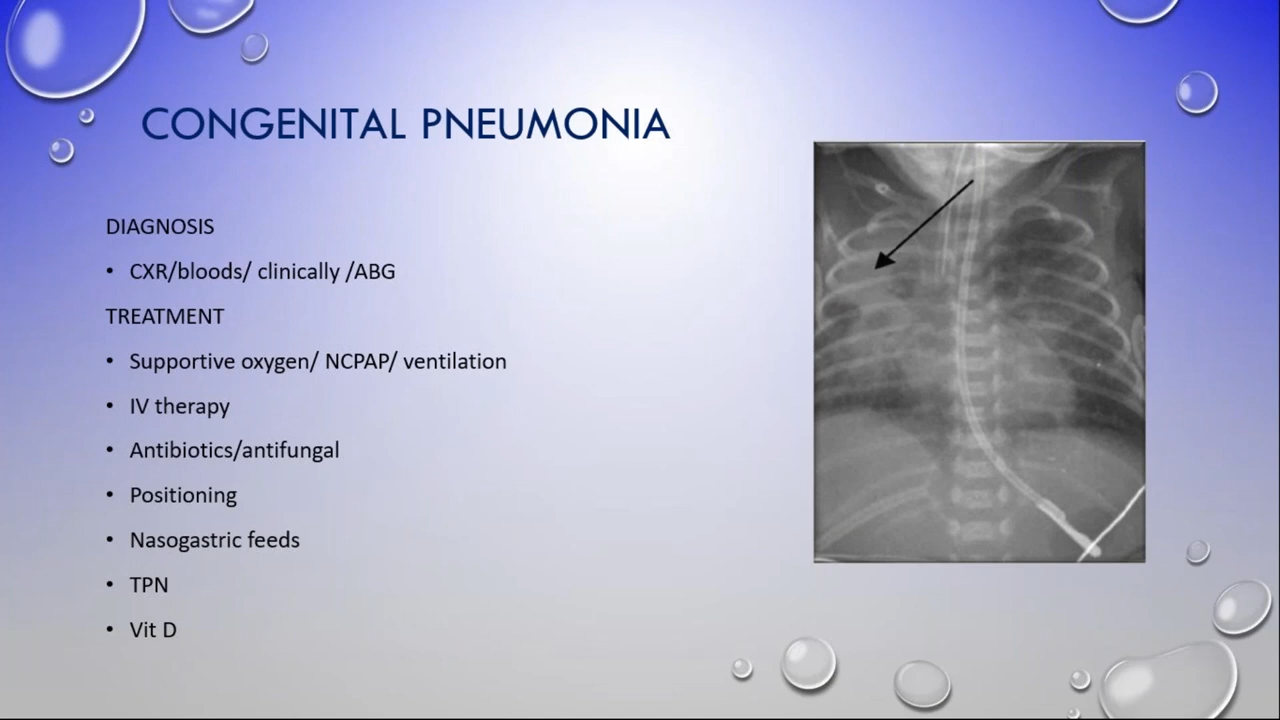 CONGENITAL PNEUMONIA
DIAGNOSIS
• CXR/bloods/ clinically /ABG
TREATMENT
• Supportive oxygen/ NCPAP/ ventilation
• IV therapy
• Antibiotics/antifungal
• Positioning
• Nasogastric feeds
• TPN
• Vit D